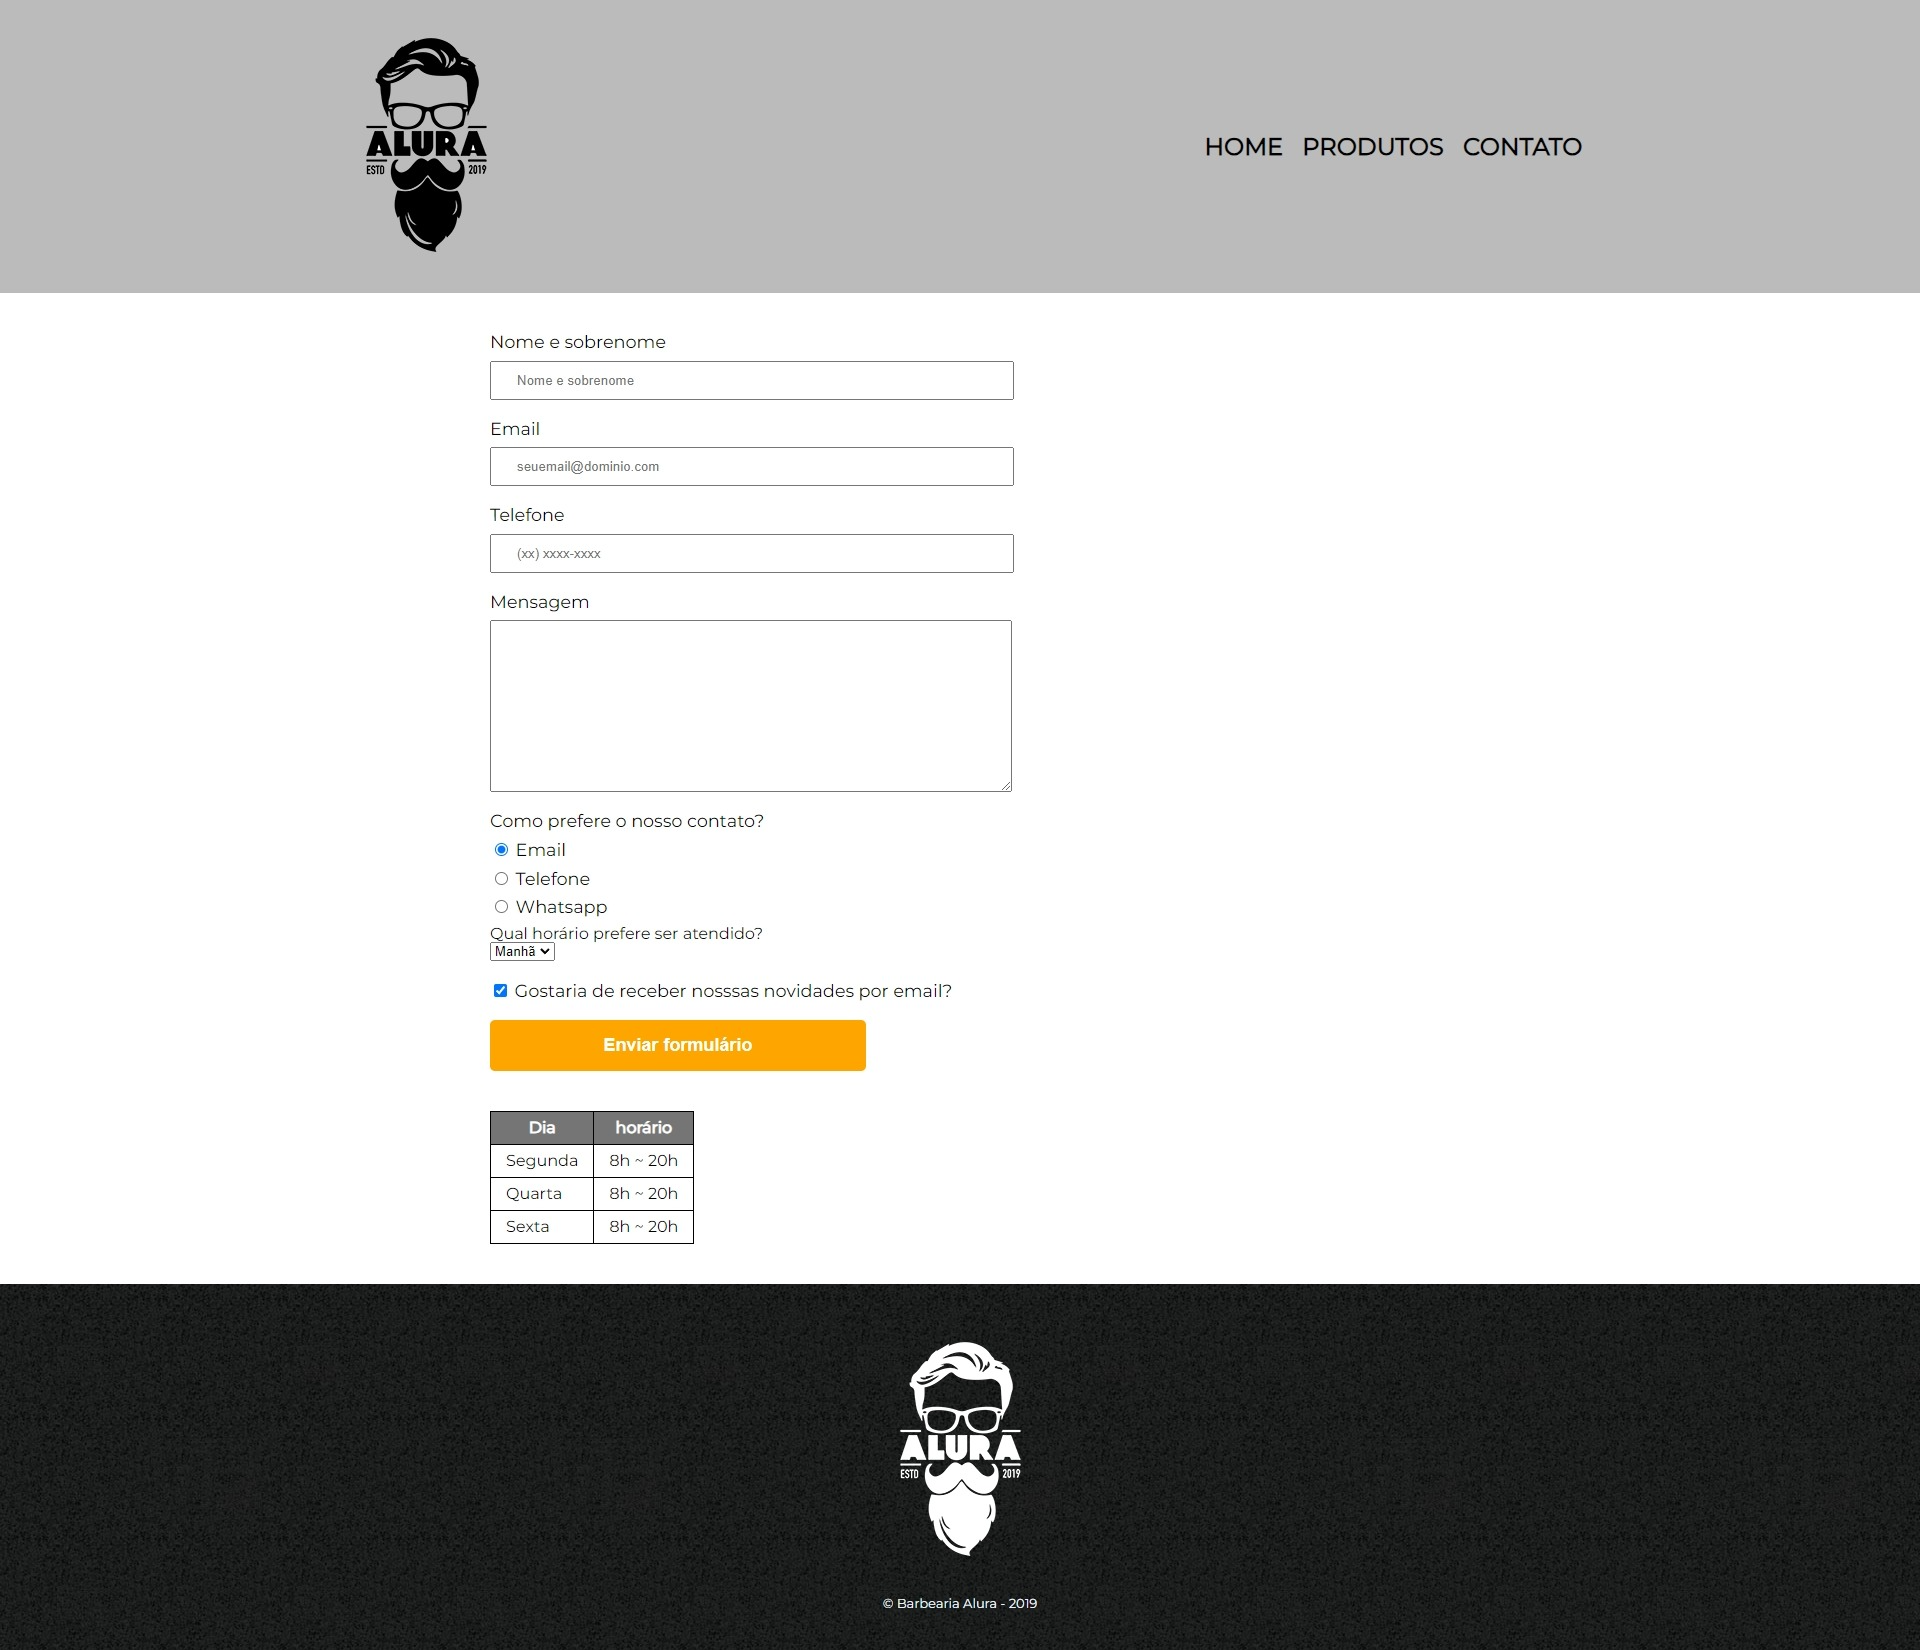 ALURA
ESTD 2019
HOME PRODUTOS CONTATO
Nome e sobrenome
Nome e sobrenome
Email
seuemail@dominio.com
Telefone
(xx) xxxx-xxxx
Mensagem
Como prefere o nosso contato?
Email
Telefone
Whatsapp
Qual horário prefere ser atendido?
Manhã
Gostaria de receber nosssas novidades por email?
Enviar formulário
Dia horário
Segunda 8h ~ 20h
Quarta 8h ~ 20h
Sexta 8h ~ 20h
ALURA
ESTD 2019
© Barbearia Alura - 2019